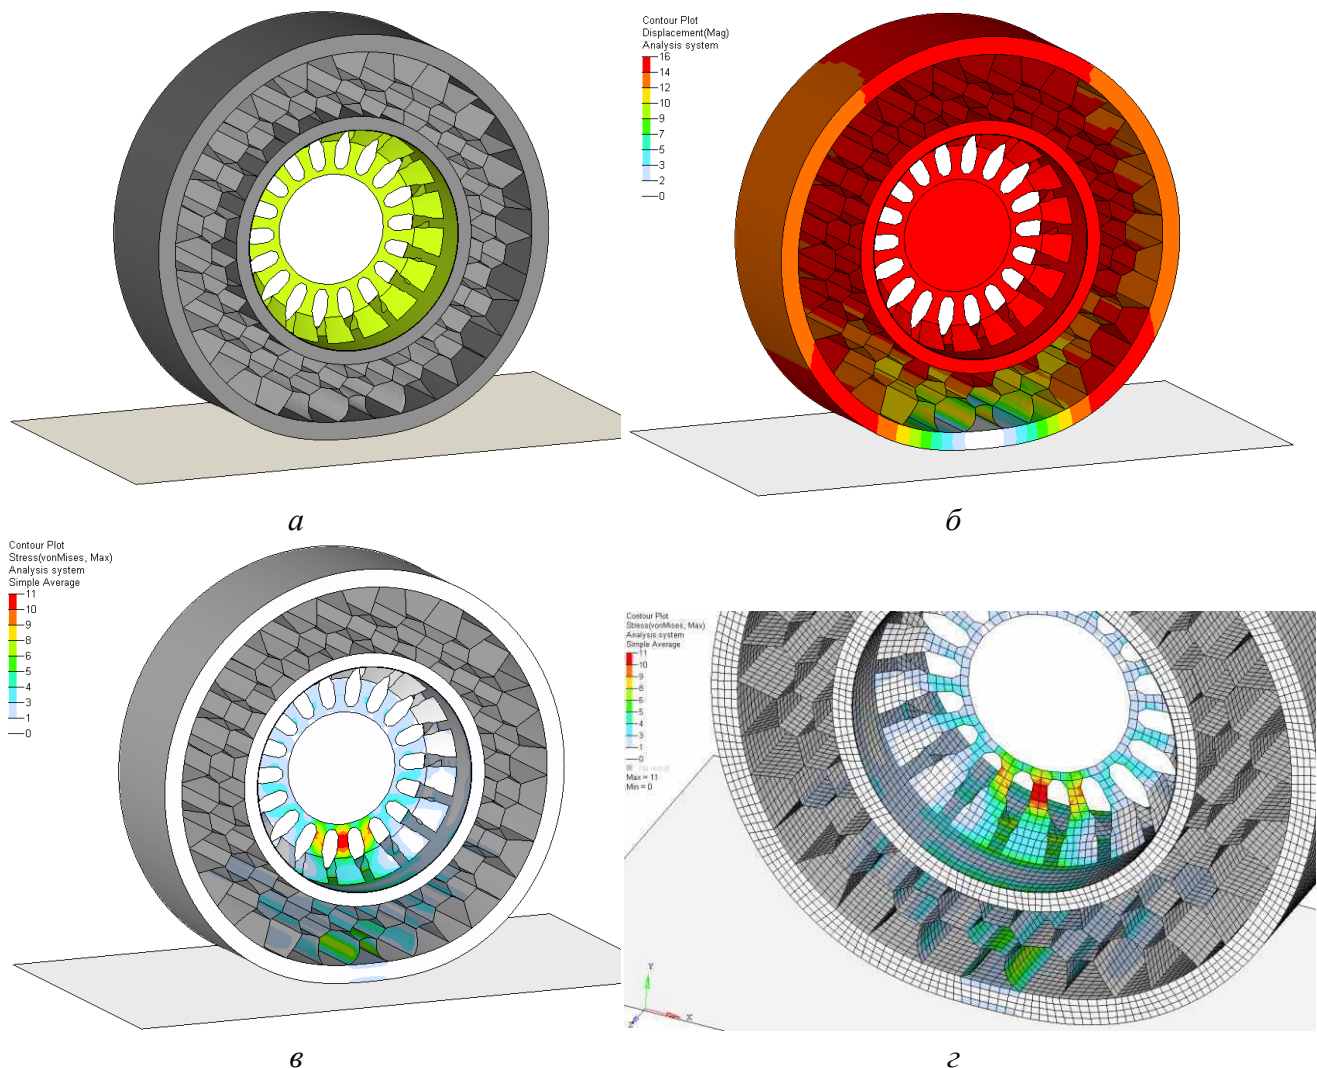 Contour Plot
Displacement(Mag)
Analysis system
16
14
12
10
9
7
5
3
2
0
а
б
Contour Plot
Stress(vonMises, Max)
Analysis system
Simple Average
11
10
9
8
6
5
4
3
1
0
Contour Plot
Stress(vonMises, Max)
Analysis system
Simple Average
11
10
9
8
6
5
4
3
1
0
No result
Max = 11
Min = 0
Y
X
Z
в
г